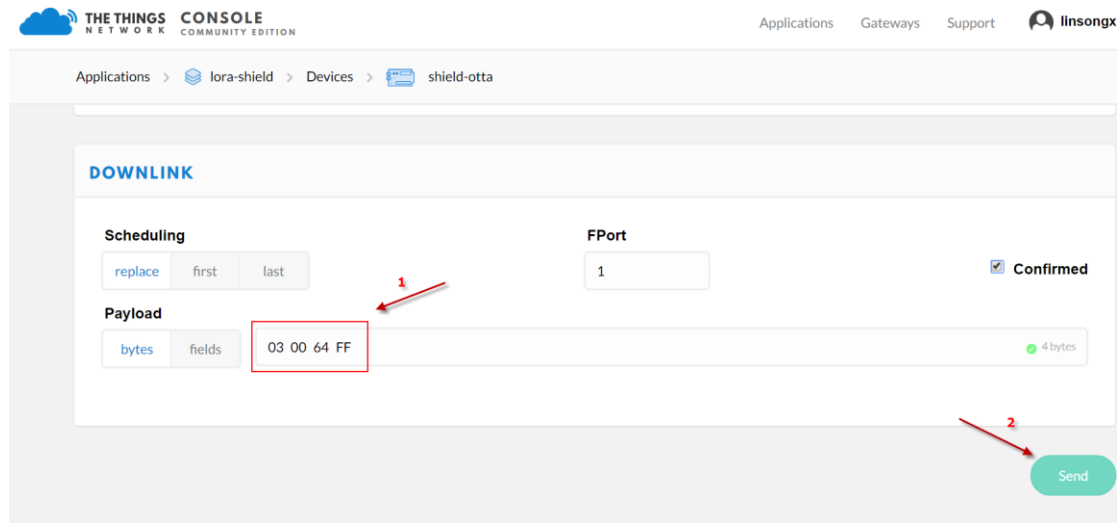 THE THINGS NETWORK
CONSOLE COMMUNITY EDITION
Applications Gateways Support linsongx
Applications > lora-shield > Devices > shield-otta
DOWNLINK
Scheduling FPort
replace first last 1 Confirmed
1
Payload
bytes fields 03 00 64 FF 4 bytes
2
Send